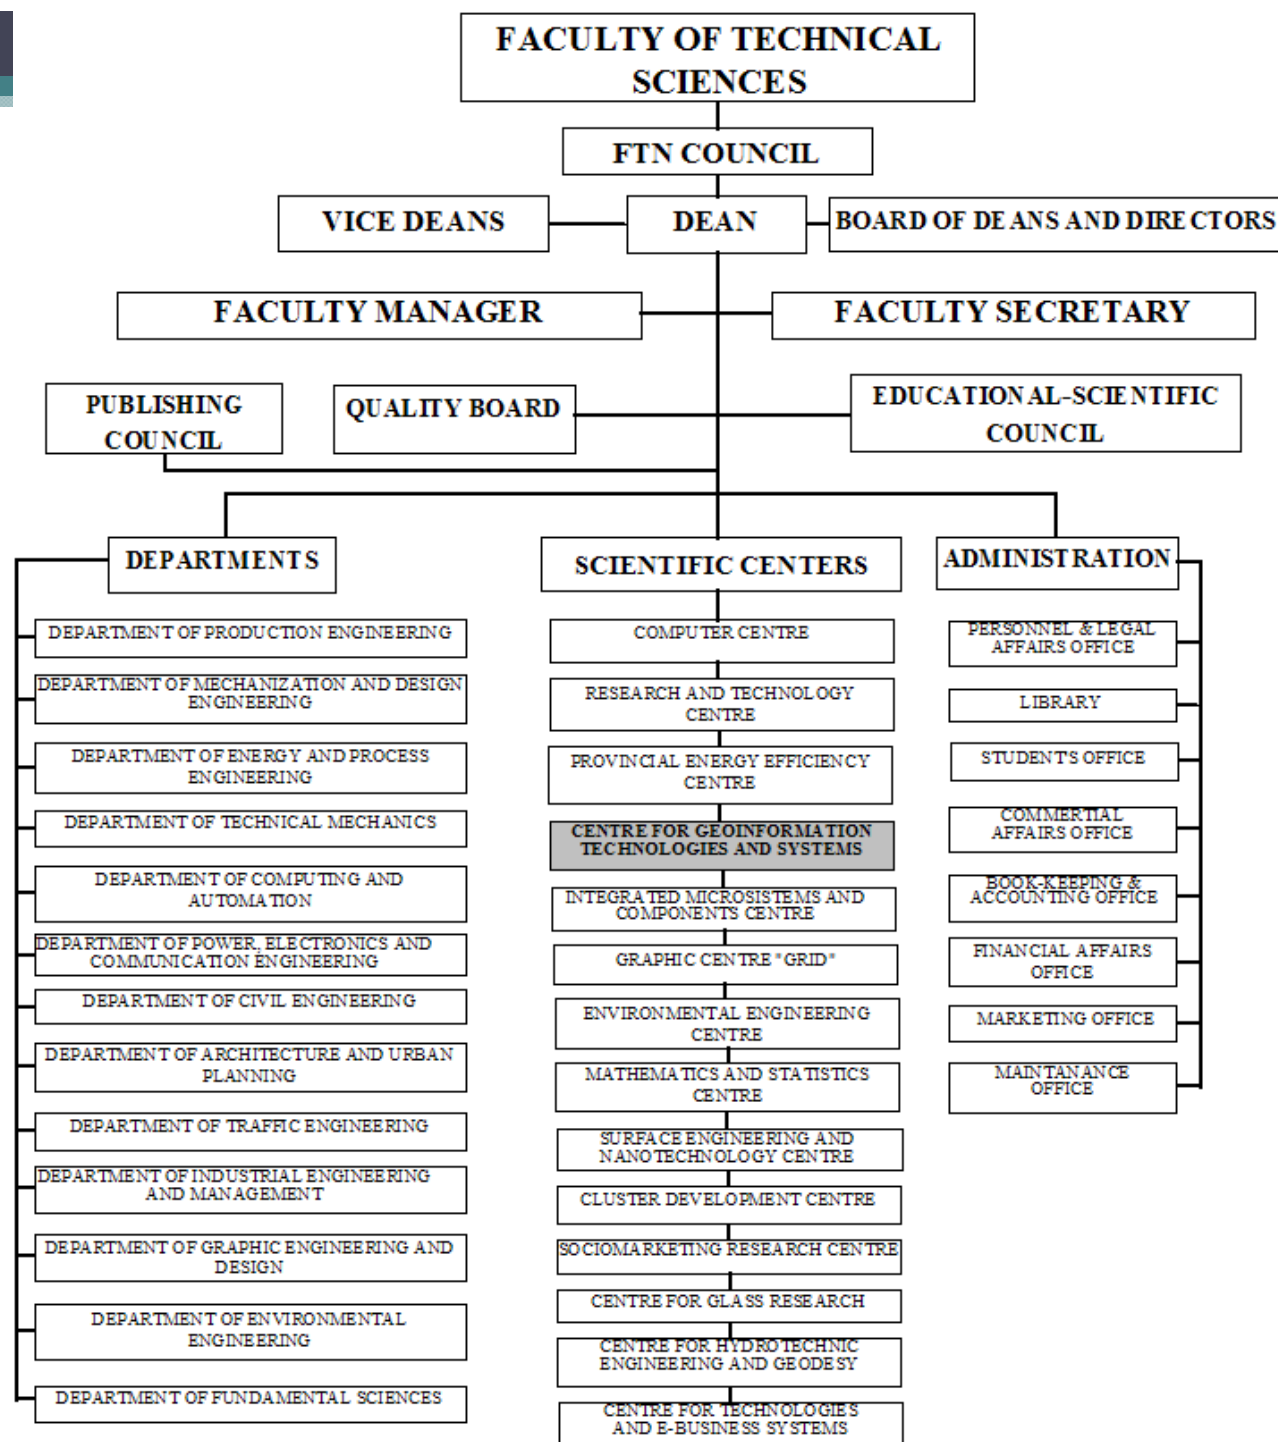 FACULTY OF TECHNICAL
SCIENCES
FTN COUNCIL
VICE DEANS
DEAN
BOARD OF DEANS AND DIRECTORS
FACULTY MANAGER
FACULTY SECRETARY
PUBLISHING
COUNCIL
QUALITY BOARD
EDUCATIONAL-SCIENTIFIC
COUNCIL
DEPARTMENTS
DEPARTMENT OF PRODUCTION ENGINEERING
DEPARTMENT OF MECHANIZATION AND DESIGN
ENGINEERING
DEPARTMENT OF ENERGY AND PROCESS
ENGINEERING
DEPARTMENT OF TECHNICAL MECHANICS
DEPARTMENT OF COMPUTING AND
AUTOMATION
DEPARTMENT OF POWER, ELECTRONICS AND
COMMUNICATION ENGINEERING
DEPARTMENT OF CIVIL ENGINEERING
DEPARTMENT OF ARCHITECTURE AND URBAN
PLANNING
DEPARTMENT OF TRAFFIC ENGINEERING
DEPARTMENT OF INDUSTRIAL ENGINEERING
AND MANAGEMENT
DEPARTMENT OF GRAPHIC ENGINEERING AND
DESIGN
DEPARTMENT OF ENVIRONMENTAL
ENGINEERING
DEPARTMENT OF FUNDAMENTAL SCIENCES
SCIENTIFIC CENTERS
COMPUTER CENTRE
RESEARCH AND TECHNOLOGY
CENTRE
PROVINCIAL ENERGY EFFICIENCY
CENTRE
CENTRE FOR GEOINFORMATION
TECHNOLOGIES AND SYSTEMS
INTEGRATED MICROSISTEMS AND
COMPONENTS CENTRE
GRAPHIC CENTRE "GRID"
ENVIRONMENTAL ENGINEERING
CENTRE
MATHEMATICS AND STATISTICS
CENTRE
SURFACE ENGINEERING AND
NANOTECHNOLOGY CENTRE
CLUSTER DEVELOPMENT CENTRE
SOCIOMARKETING RESEARCH CENTRE
CENTRE FOR GLASS RESEARCH
CENTRE FOR HYDROTECHNIC
ENGINEERING AND GEODESY
CENTRE FOR TECHNOLOGIES
AND E-BUSINESS SYSTEMS
ADMINISTRATION
PERSONNEL & LEGAL
AFFAIRS OFFICE
LIBRARY
STUDENT'S OFFICE
COMMERTIAL
AFFAIRS OFFICE
BOOK-KEEPING &
ACCOUNTING OFFICE
FINANCIAL AFFAIRS
OFFICE
MARKETING OFFICE
MAINTANANCE
OFFICE